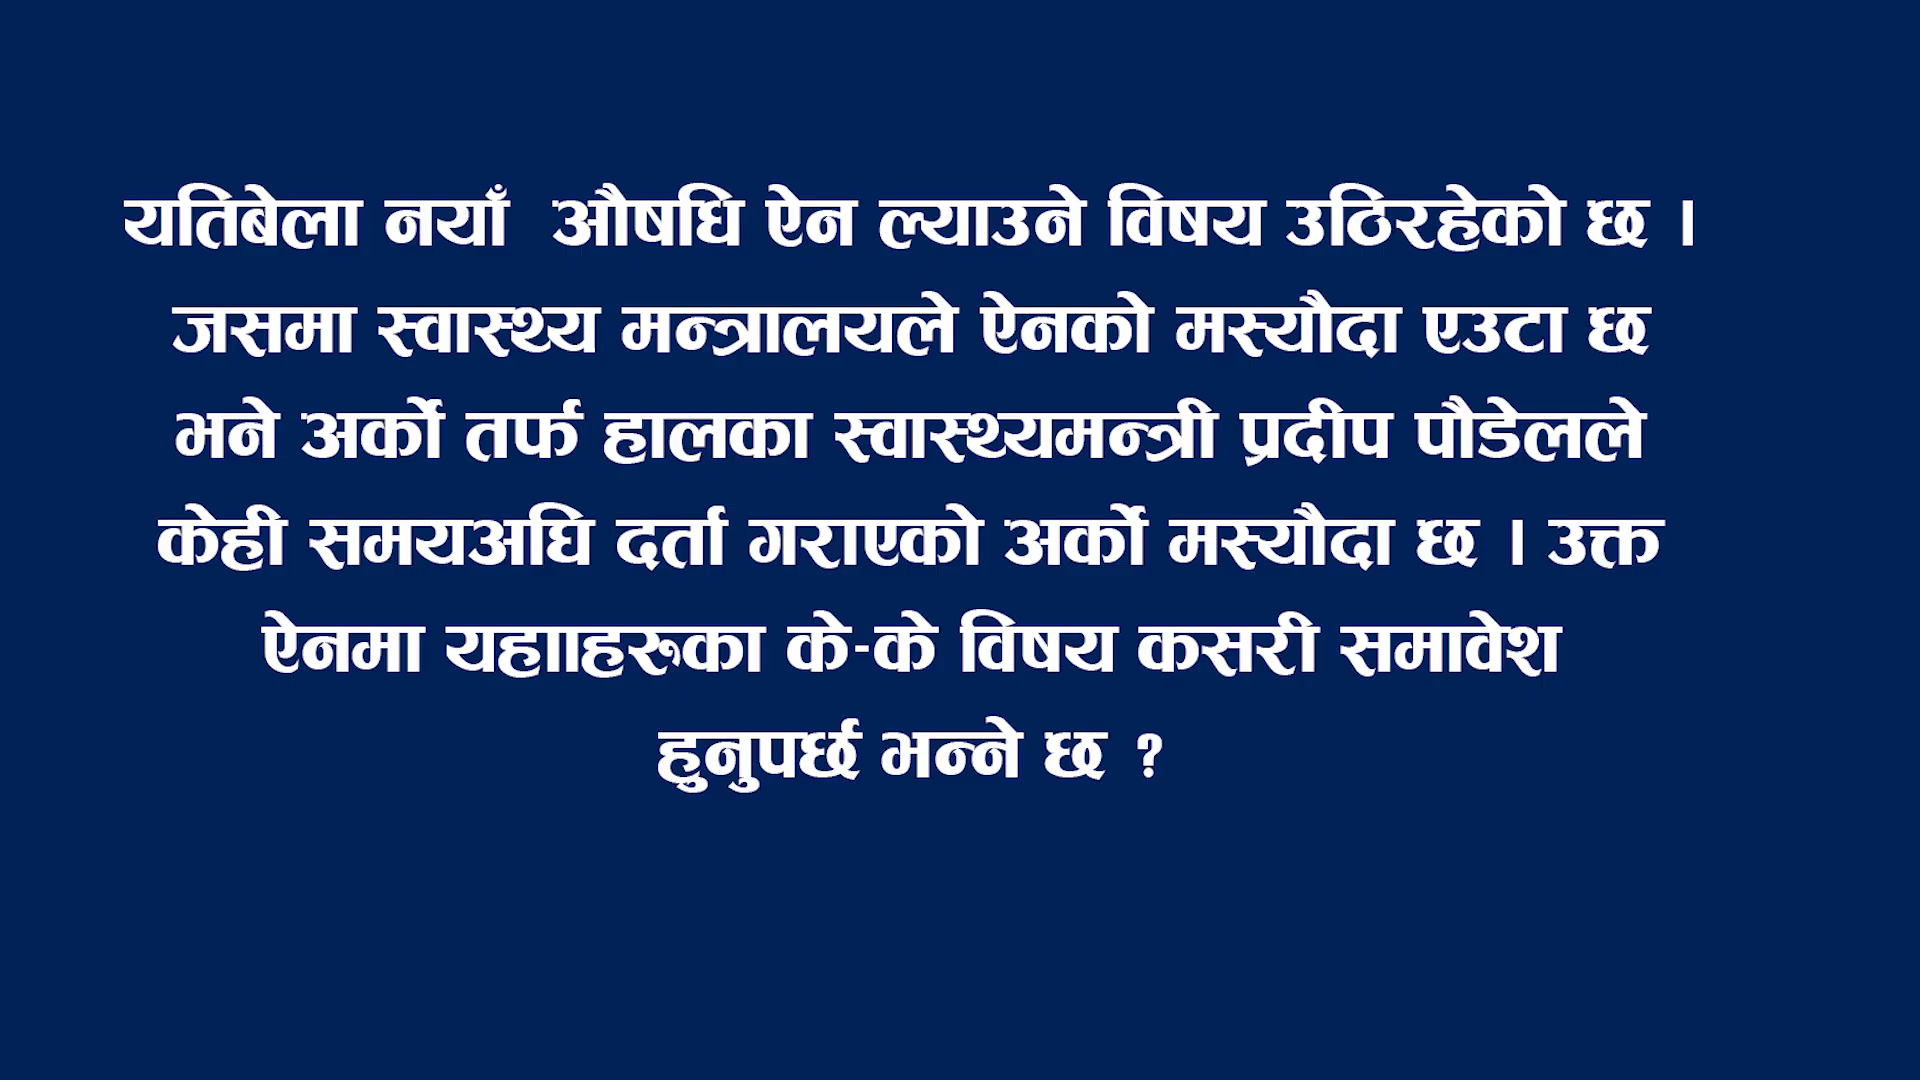 यतिबेला नयाँ औषधि ऐन ल्याउने विषय उठिरहेको छ ।
जसमा स्वास्थ्य मन्त्रालयले ऐनको मस्यौदा एउटा छ
भने अर्को तर्फ हालका स्वास्थ्यमन्त्री प्रदीप पौडेलले
केही समयअघि दर्ता गराएको अर्को मस्यौदा छ । उक्त
ऐनमा यहााहरुका के-के विषय कसरी समावेश
हुनुपर्छ भन्ने छ ?